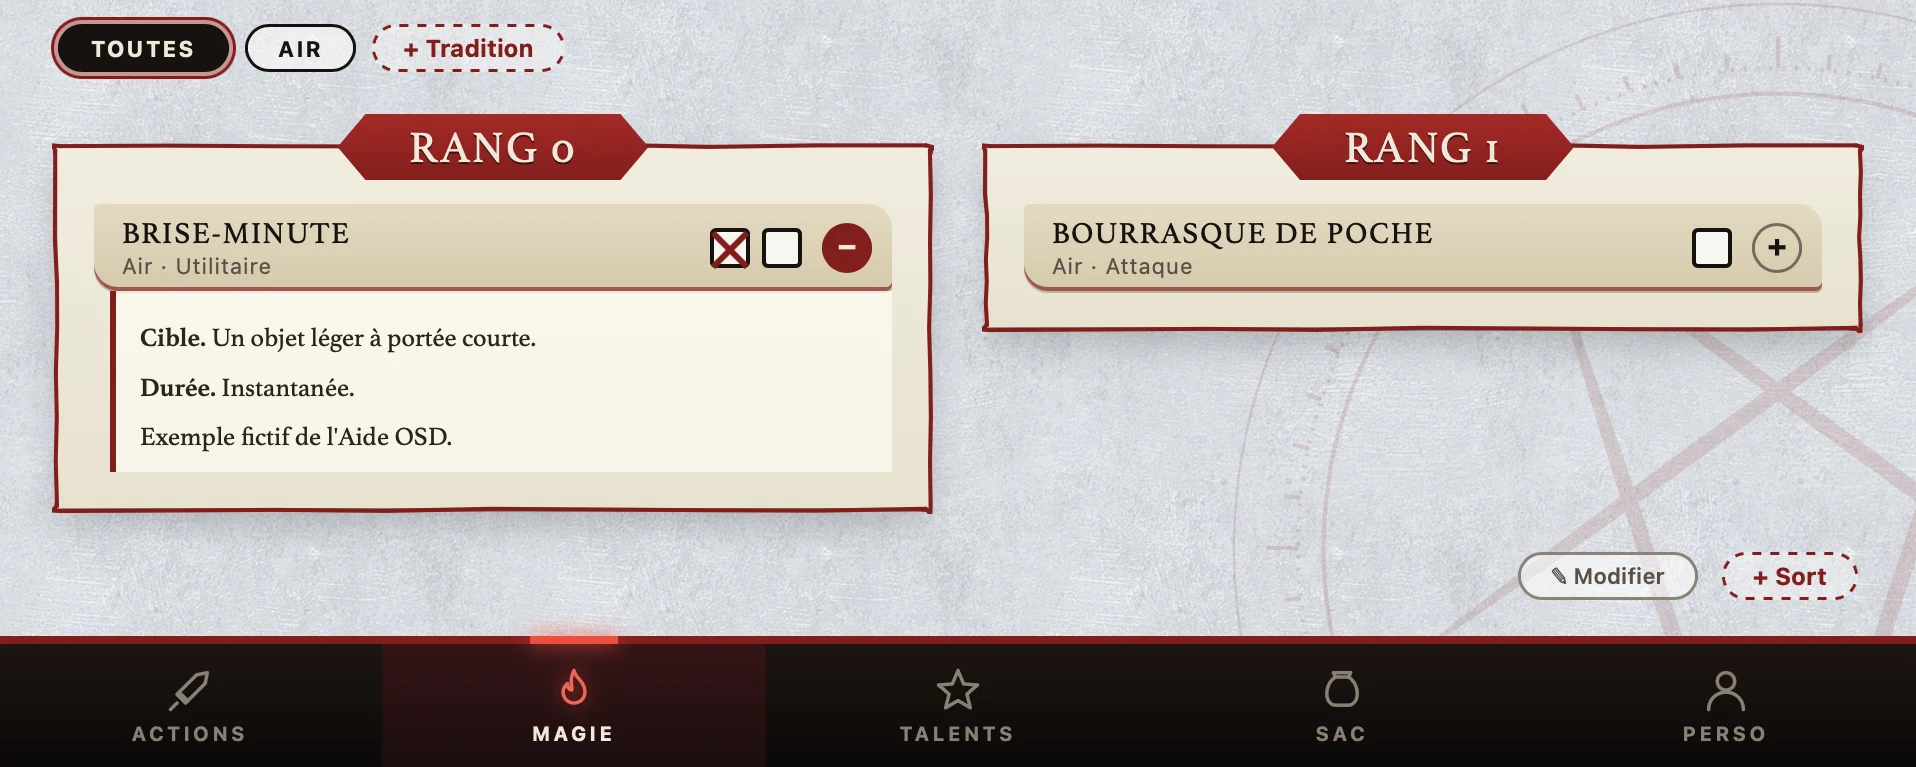 TOUTES
AIR
+ Tradition
RANG 0
BRISE-MINUTE
Air · Utilitaire
Cible. Un objet léger à portée courte.
Durée. Instantanée.
Exemple fictif de l'Aide OSD.
RANG 1
BOURRASQUE DE POCHE
Air · Attaque
✎ Modifier
+ Sort
ACTIONS
MAGIE
TALENTS
SAC
PERSO